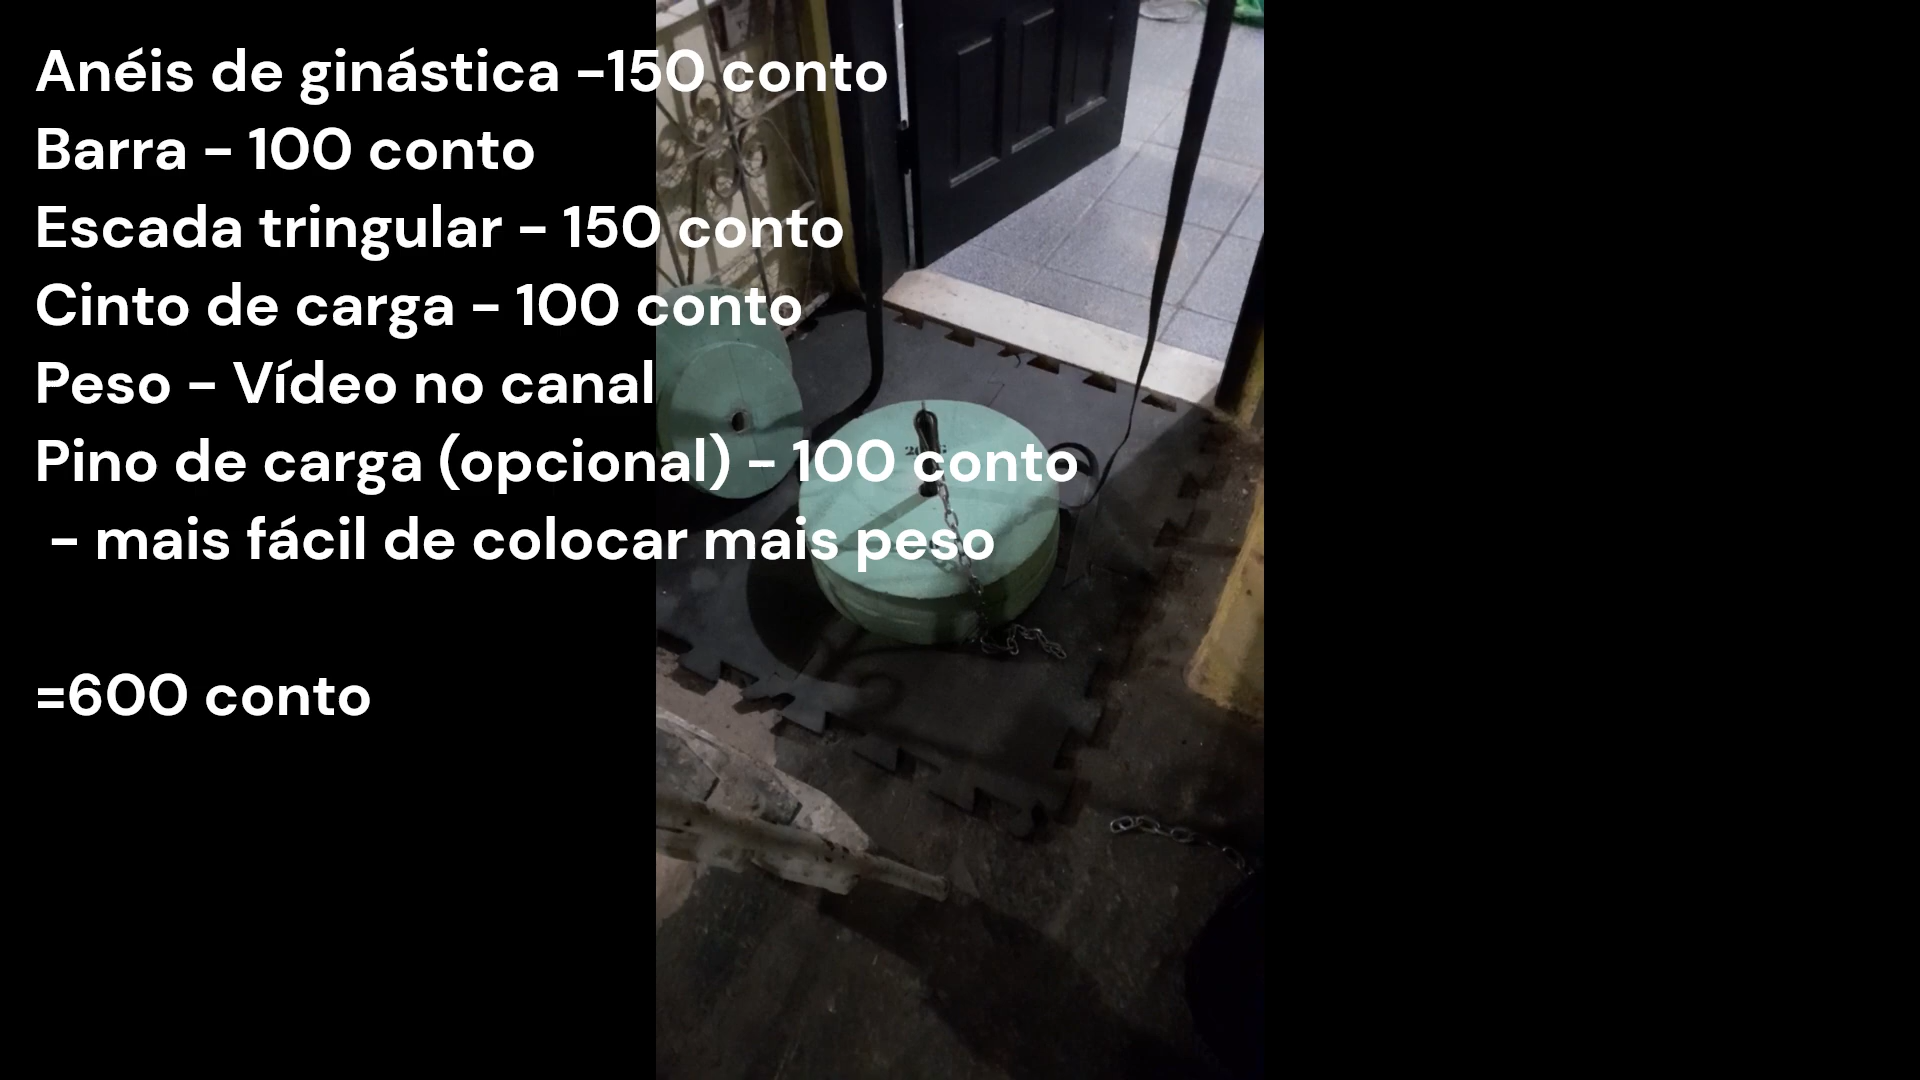 Anéis de ginástica -150 conto
Barra - 100 conto
Escada tringular - 150 conto
Cinto de carga - 100 conto
Peso - Vídeo no canal
Pino de carga (opcional) - 100 conto
- mais fácil de colocar mais peso
=600 conto